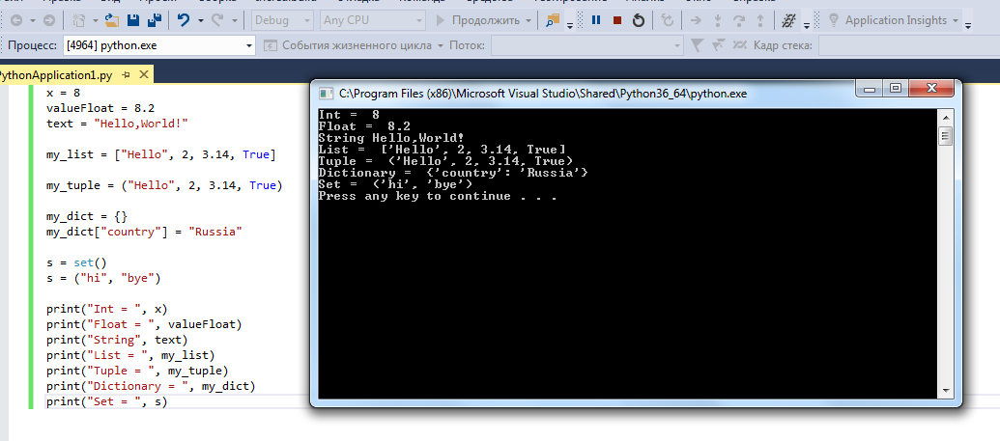 Debug
Any CPU
Продолжить
Application Insights
Процесс: [4964] python.exe
События жизненного цикла
Поток:
Кадр стека:
PythonApplication1.py
x = 8
valueFloat = 8.2
text = "Hello,World!"
my_list = ["Hello", 2, 3.14, True]
my_tuple = ("Hello", 2, 3.14, True)
my_dict = {}
my_dict["country"] = "Russia"
s = set()
s = ("hi", "bye")
print("Int = ", x)
print("Float = ", valueFloat)
print("String", text)
print("List = ", my_list)
print("Tuple = ", my_tuple)
print("Dictionary = ", my_dict)
print("Set = ", s)
C:\Program Files (x86)\Microsoft Visual Studio\Shared\Python36_64\python.exe
Int =  8
Float =  8.2
String Hello,World!
List =  ['Hello', 2, 3.14, True]
Tuple =  ('Hello', 2, 3.14, True)
Dictionary =  {'country': 'Russia'}
Set =  ('hi', 'bye')
Press any key to continue . . .